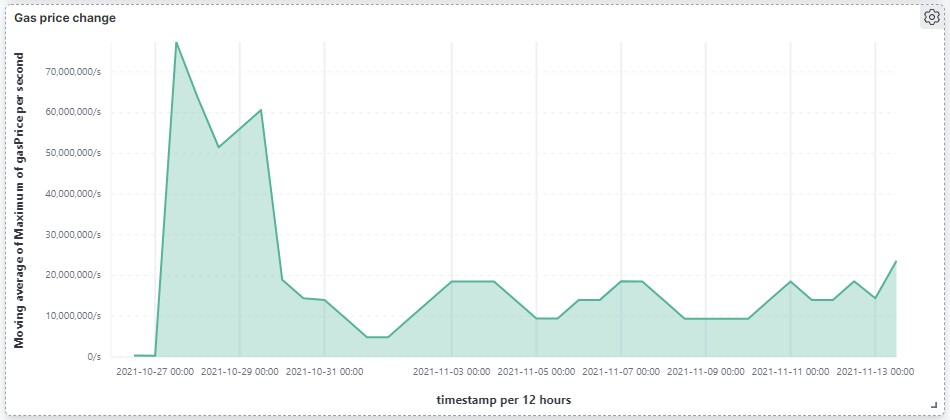 Gas price change
Moving average of Maximum of gasPrice per second
70,000,000/s
60,000,000/s
50,000,000/s
40,000,000/s
30,000,000/s
20,000,000/s
10,000,000/s
0/s
2021-10-27 00:00 2021-10-29 00:00 2021-10-31 00:00 2021-11-03 00:00 2021-11-05 00:00 2021-11-07 00:00 2021-11-09 00:00 2021-11-11 00:00 2021-11-13 00:00
timestamp per 12 hours